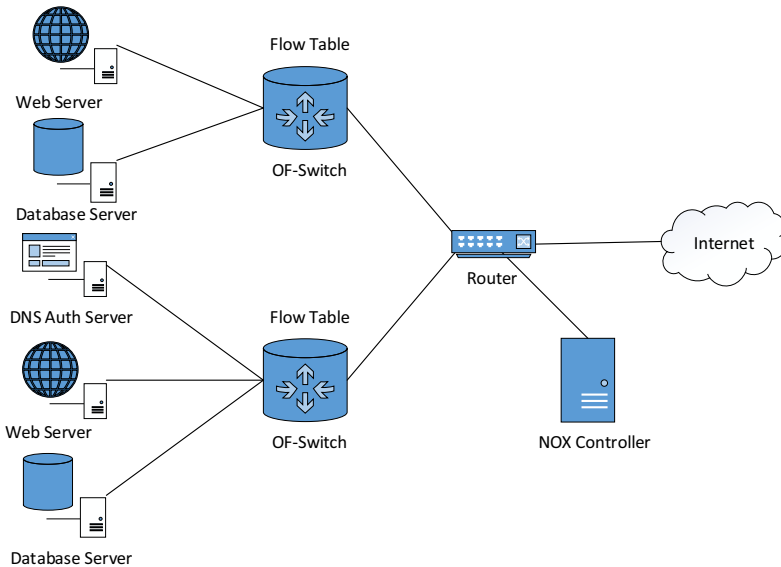 Flow Table
Web Server
OF-Switch
Database Server
Internet
Router
DNS Auth Server
Flow Table
Web Server
OF-Switch
NOX Controller
Database Server